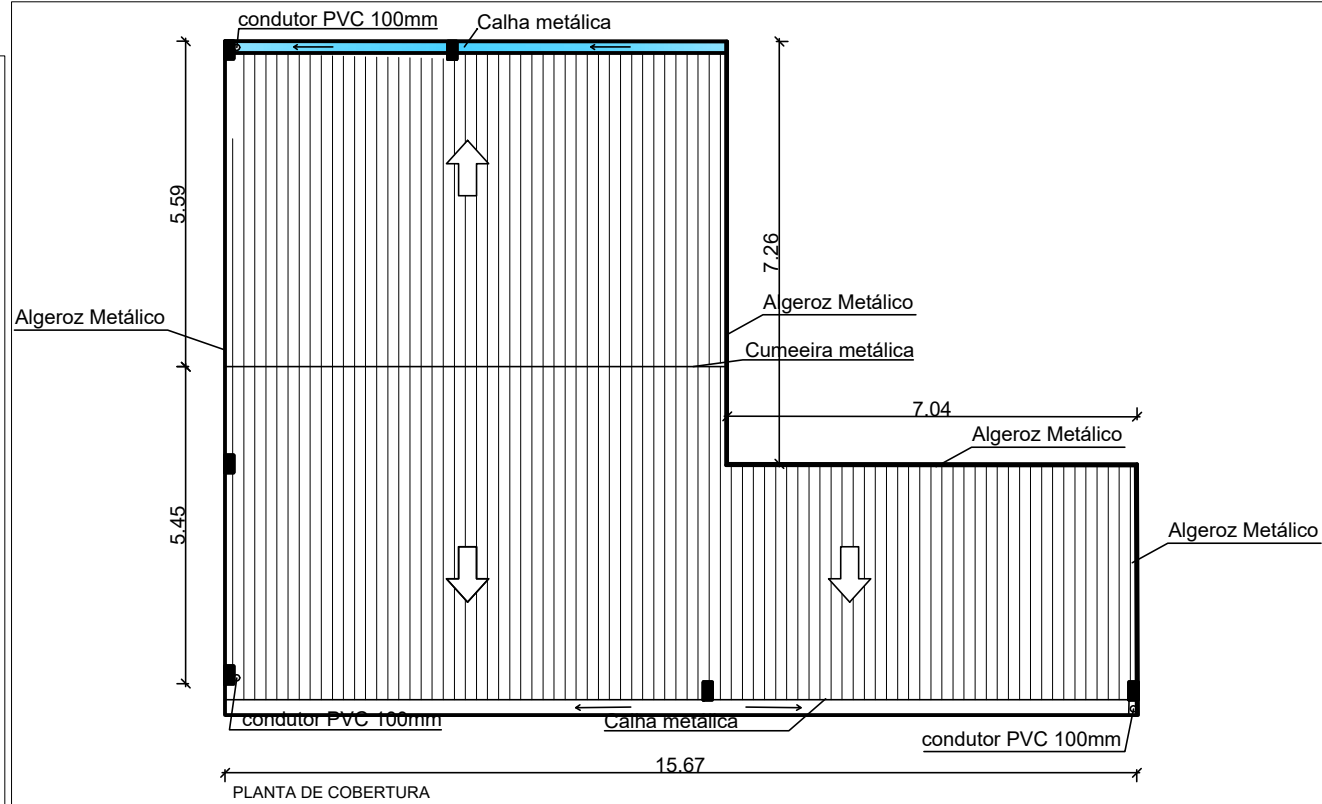 condutor PVC 100mm
Calha metálica
5.59
7.26
Algeroz Metálico
Algeroz Metálico
Cumeeira metálica
7.04
Algeroz Metálico
5.45
Algeroz Metálico
condutor PVC 100mm
Calha metálica
condutor PVC 100mm
15.67
PLANTA DE COBERTURA